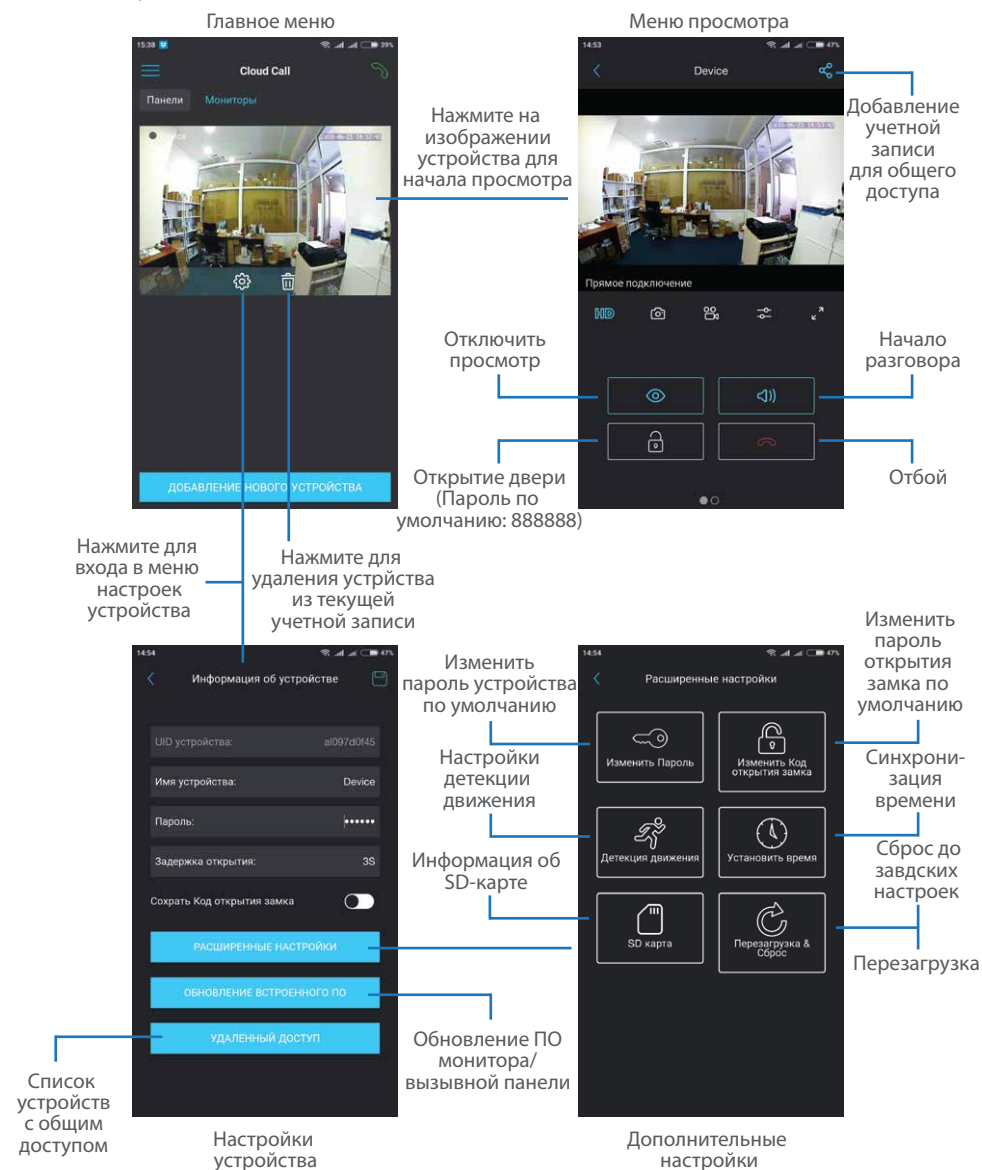 Главное меню
15:38
39%
Cloud Call
Панели
Мониторы
Device
Нажмите на
изображении
устройства для
начала просмотра
Меню просмотра
14:53
47%
Device
Прямое подключение
HD
Добавление
учетной
записи
для общего
доступа
Отключить
просмотр
Начало
разговора
Открытие двери
(Пароль по
умолчанию: 888888)
Отбой
ДОБАВЛЕНИЕ НОВОГО УСТРОЙСТВА
Нажмите для
входа в меню
настроек
устройства
Нажмите для
удаления устрйства
из текущей
учетной записи
14:54
47%
Информация об устройстве
UID устройства:
al097d0f45
Имя устройства:
Device
Пароль:
••••••
Задержка открытия:
3S
Сохрать Код открытия замка
РАСШИРЕННЫЕ НАСТРОЙКИ
ОБНОВЛЕНИЕ ВСТРОЕННОГО ПО
УДАЛЕННЫЙ ДОСТУП
Список
устройств
с общим
доступом
Обновление ПО
монитора/
вызывной панели
Настройки
устройства
Изменить
пароль устройства
по умолчанию
Настройки
детекции
движения
Информация об
SD-карте
14:54
47%
Расширенные настройки
Изменить Пароль
Изменить Код
открытия замка
Детекция движения
Установить время
SD карта
Перезагрузка &
Сброс
Изменить
пароль
открытия
замка по
умолчанию
Синхрони-
зация
времени
Сброс до
завдских
настроек
Перезагрузка
Дополнительные
настройки